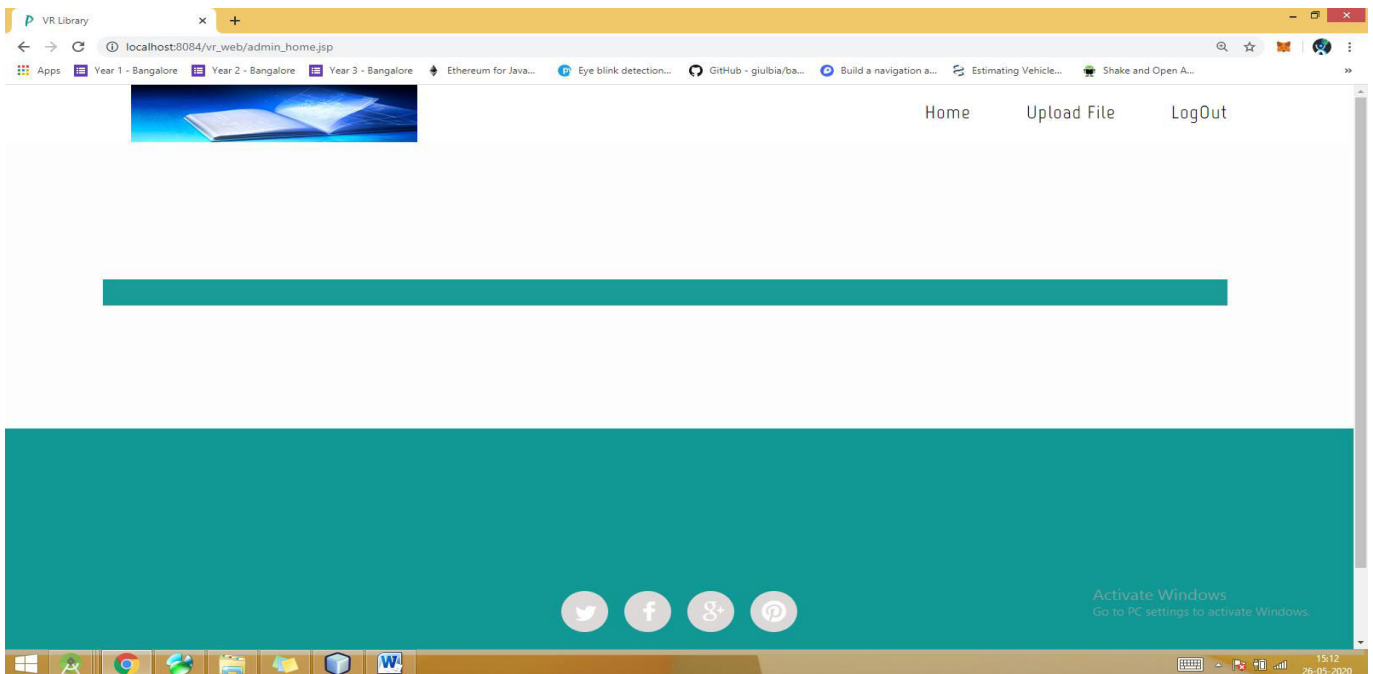 VR Library
localhost:8084/vr_web/admin_home.jsp
Apps Year 1 - Bangalore Year 2 - Bangalore Year 3 - Bangalore Ethereum for Java... Eye blink detection... GitHub - giulbia/ba... Build a navigation a... Estimating Vehicle... Shake and Open A... »
Home Upload File LogOut
Activate Windows
Go to PC settings to activate Windows.
15:12
26-05-2020